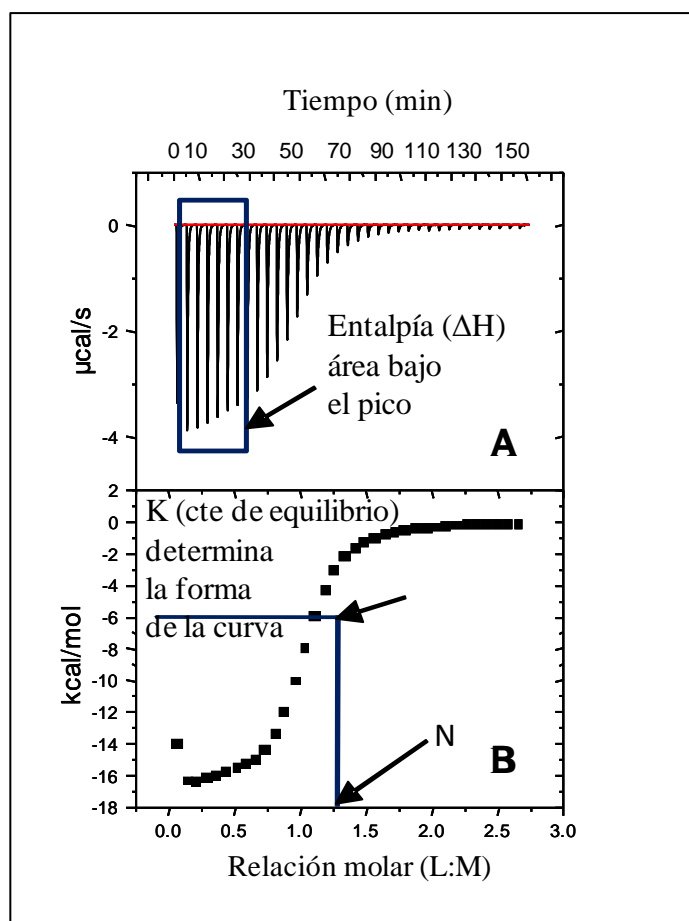 Tiempo (min)
0 10 30 50 70 90 110 130 150
0
-2
-4
µcal/s
Entalpía (ΔH)
área bajo
el pico
A
2
0
-2
-4
-6
-8
-10
-12
-14
-16
-18
kcal/mol
K (cte de equilibrio)
determina
la forma
de la curva
N
B
0.0 0.5 1.0 1.5 2.0 2.5 3.0
Relación molar (L:M)